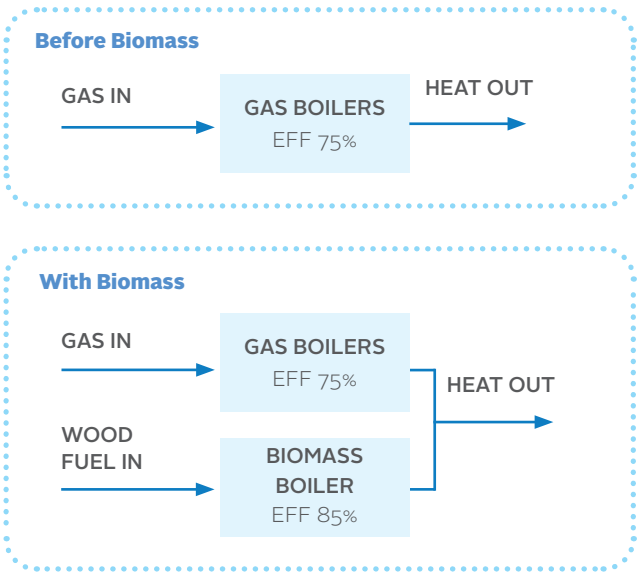 Before Biomass
GAS IN
GAS BOILERS
EFF 75%
HEAT OUT
With Biomass
GAS IN
GAS BOILERS
EFF 75%
HEAT OUT
WOOD
FUEL IN
BIOMASS
BOILER
EFF 85%